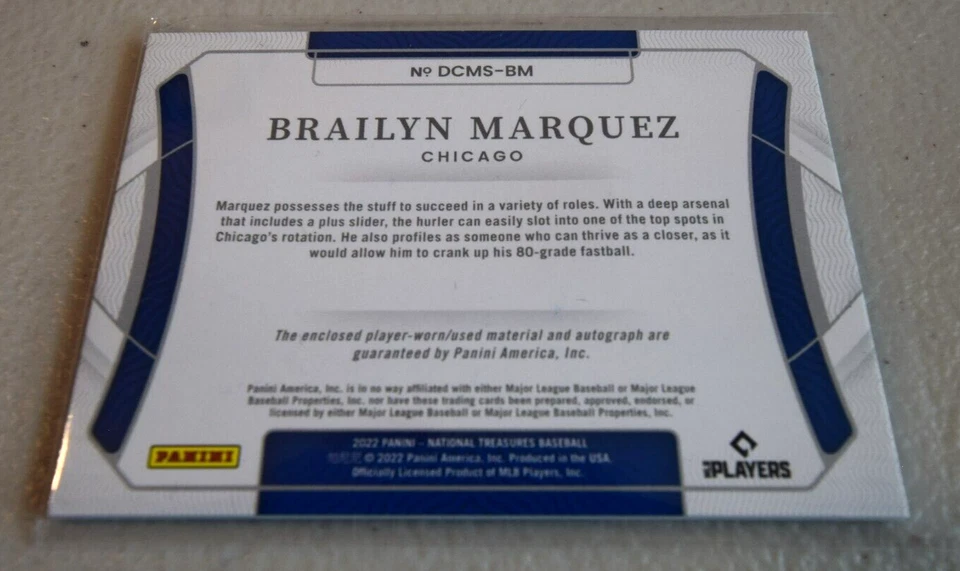 Nº DCMS-BM
BRAILYN MARQUEZ
CHICAGO
Marquez possesses the stuff to succeed in a variety of roles. With a deep arsenal
that includes a plus slider, the hurler can easily slot into one of the top spots in
Chicago's rotation. He also profiles as someone who can thrive as a closer, as it
would allow him to crank up his 80-grade fastball.
The enclosed player-worn/used material and autograph are
guaranteed by Panini America, Inc.
Panini America, Inc. is in no way affiliated with either Major League Baseball or Major League
Baseball Properties, Inc. nor have these trading cards been prepared, approved, endorsed, or
licensed by either Major League Baseball or Major League Baseball Properties, Inc.
2022 PANINI - NATIONAL TREASURES BASEBALL
© 2022 Panini America, Inc. Produced in the USA.
Officially Licensed Product of MLB Players, Inc.
PANINI
PLAYERS